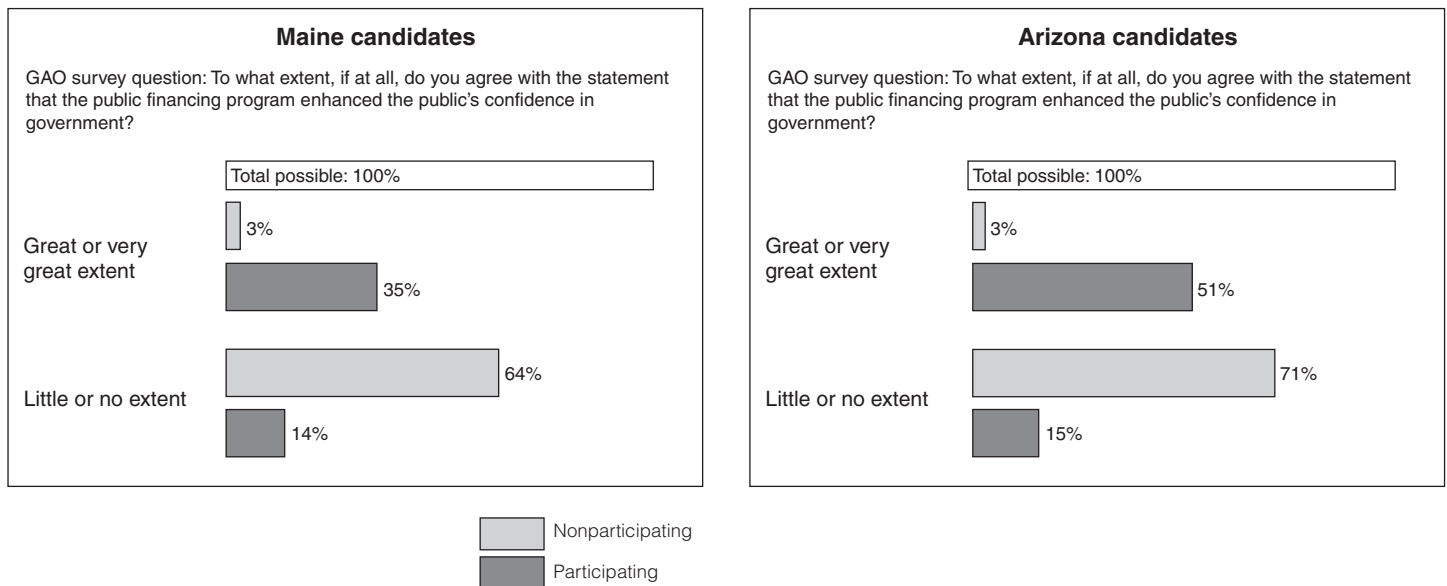 Maine candidates
GAO survey question: To what extent, if at all, do you agree with the statement
that the public financing program enhanced the public's confidence in
government?
Total possible: 100%
Great or very
great extent
3%
35%
Little or no extent
64%
14%
Arizona candidates
GAO survey question: To what extent, if at all, do you agree with the statement
that the public financing program enhanced the public's confidence in
government?
Total possible: 100%
Great or very
great extent
3%
51%
Little or no extent
71%
15%
Nonparticipating
Participating